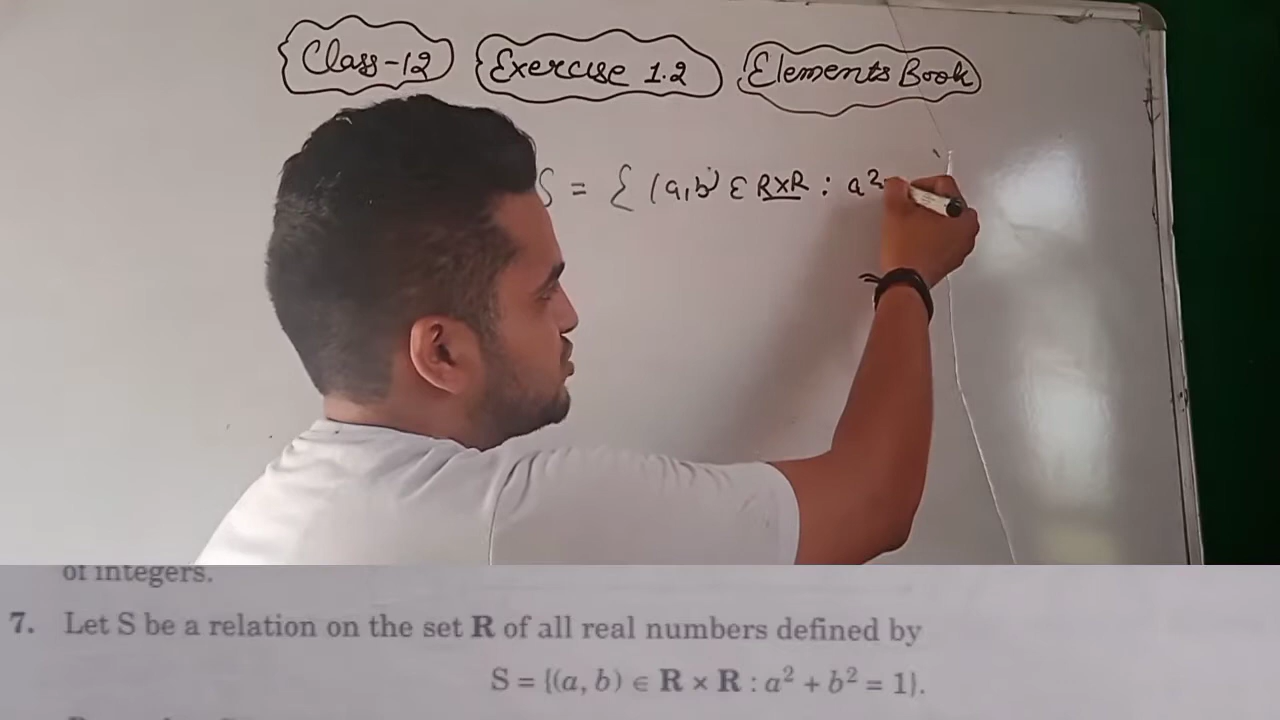 Class-12 Exercise 1.2 Elements Book
S = { (a,b) ∈ R×R : a²
of integers.
7. Let S be a relation on the set R of all real numbers defined by
S = {(a, b) ∈ R × R : a² + b² = 1}.